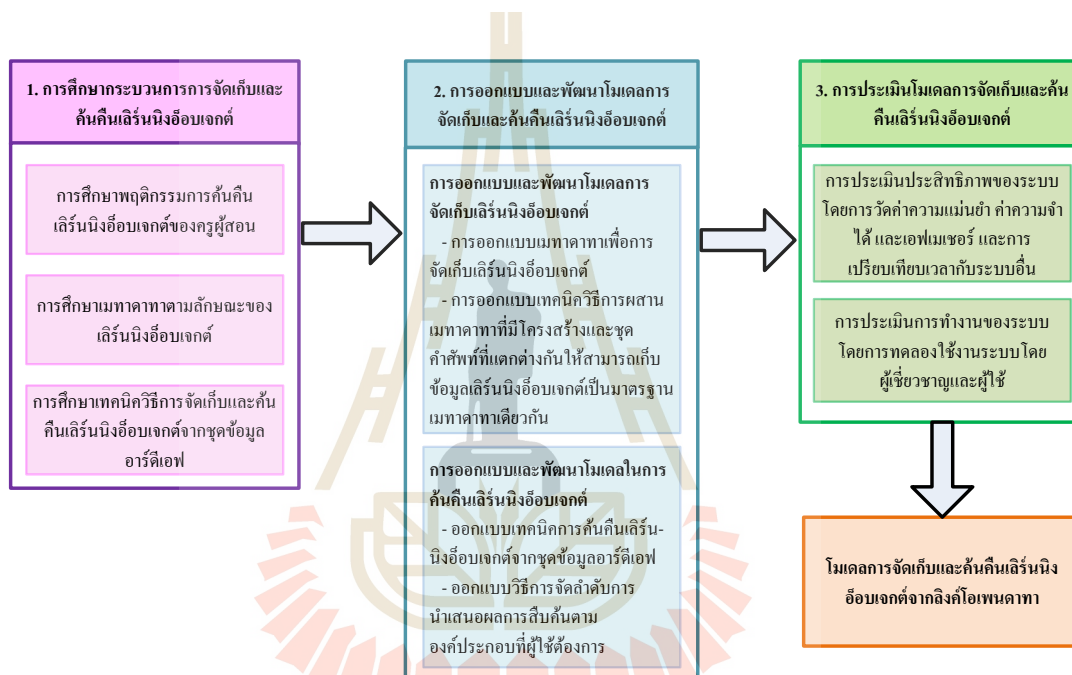 1. การศึกษากระบวนการการจัดเก็บและ
ค้นคืนเลิร์นนิงอ็อบเจกต์
การศึกษาพฤติกรรมการค้นคืน
เลิร์นนิงอ็อบเจกต์ของครูผู้สอน
การศึกษาเมทาดาทาตามลักษณะของ
เลิร์นนิงอ็อบเจกต์
การศึกษาเทคนิควิธีการจัดเก็บและค้น
คืนเลิร์นนิงอ็อบเจกต์จากชุดข้อมูล
อาร์ดีเอฟ
2. การออกแบบและพัฒนาโมเดลการ
จัดเก็บและค้นคืนเลิร์นนิงอ็อบเจกต์
การออกแบบและพัฒนาโมเดลการ
จัดเก็บเลิร์นนิงอ็อบเจกต์
- การออกแบบเมทาดาทาเพื่อการ
จัดเก็บเลิร์นนิงอ็อบเจกต์
- การออกแบบเทคนิควิธีการผสาน
เมทาดาทาที่มีโครงสร้างและชุด
คำศัพท์ที่แตกต่างกันให้สามารถเก็บ
ข้อมูลเลิร์นนิงอ็อบเจกต์เป็นมาตรฐาน
เมทาดาทาเดียวกัน
การออกแบบและพัฒนาโมเดลในการ
ค้นคืนเลิร์นนิงอ็อบเจกต์
- ออกแบบเทคนิคการค้นคืนเลิร์น-
นิงอ็อบเจกต์จากชุดข้อมูลอาร์ดีเอฟ
- ออกแบบวิธีการจัดลำดับการ
นำเสนอผลการสืบค้นตาม
องค์ประกอบที่ผู้ใช้ต้องการ
3. การประเมินโมเดลการจัดเก็บและค้น
คืนเลิร์นนิงอ็อบเจกต์
การประเมินประสิทธิภาพของระบบ
โดยการวัดค่าความแม่นยำ ค่าความจำ
ได้ และเอฟเมเชอร์ และการ
เปรียบเทียบเวลากับระบบอื่น
การประเมินการทำงานของระบบ
โดยการทดลองใช้งานระบบโดย
ผู้เชี่ยวชาญและผู้ใช้
โมเดลการจัดเก็บและค้นคืนเลิร์นนิง
อ็อบเจกต์จากลิงค์โอเพนดาทา